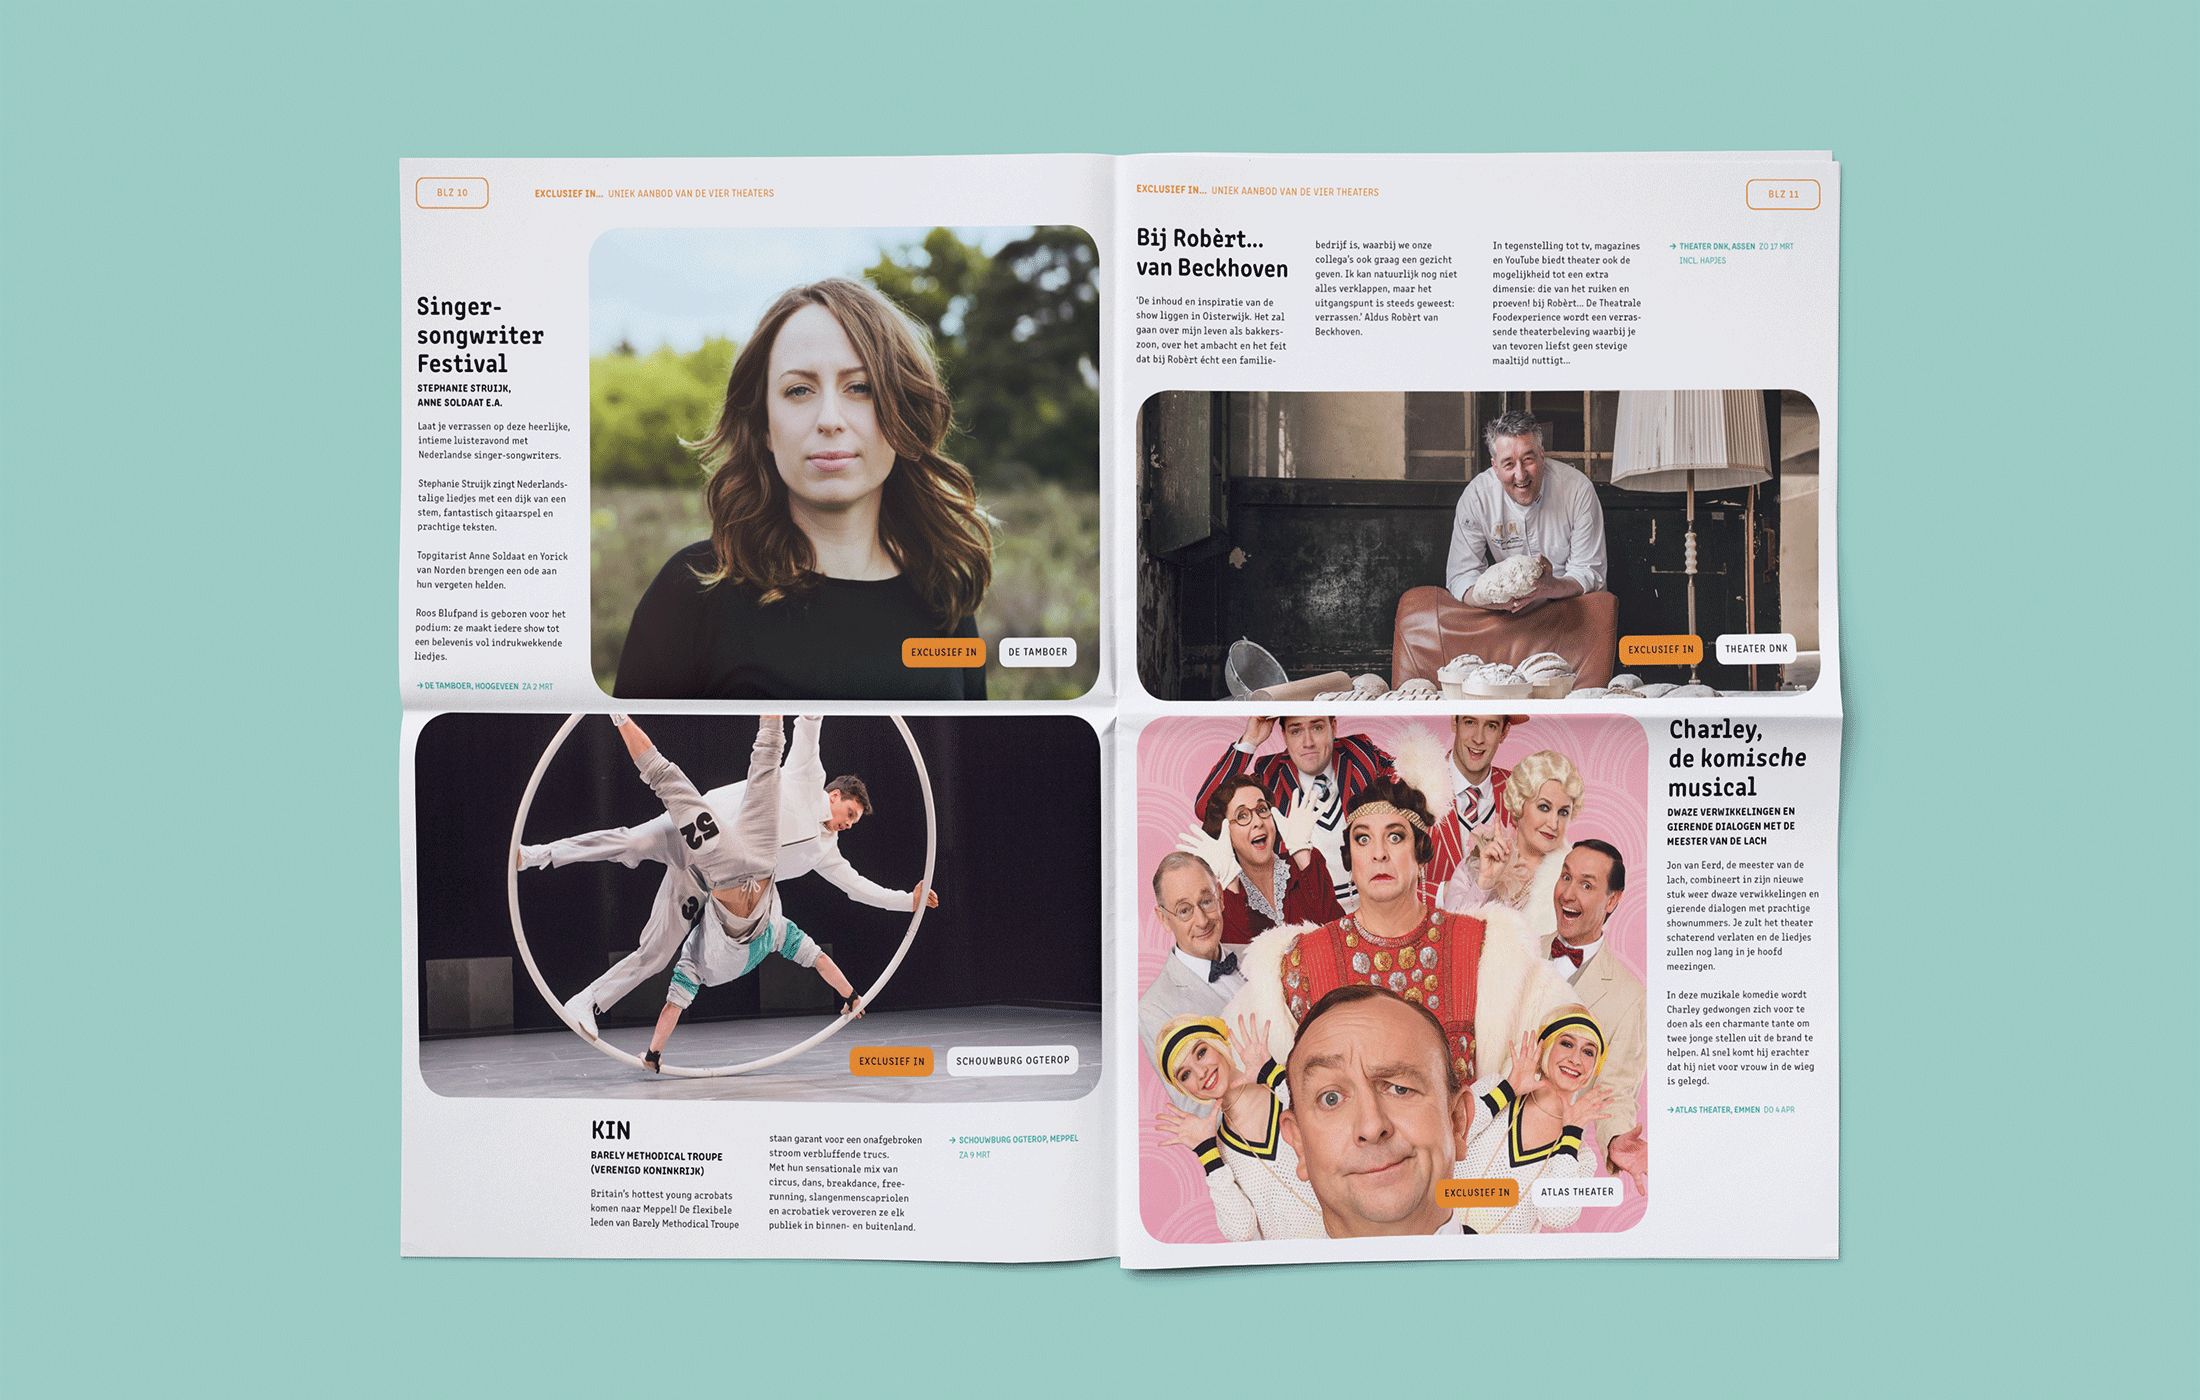 BLZ 10
EXCLUSIEF IN... UNIEK AANBOD VAN DE VIER THEATERS
Singer-
songwriter
Festival
STEPHANIE STRUIJK,
ANNE SOLDAAT E.A.
Laat je verrassen op deze heerlijke,
intieme luisteravond met
Nederlandse singer-songwriters.
Stephanie Struijk zingt Nederlands-
talige liedjes met een dijk van een
stem, fantastisch gitaarspel en
prachtige teksten.
Topgitarist Anne Soldaat en Yorick
van Norden brengen een ode aan
hun vergeten helden.
Roos Blufpand is geboren voor het
podium: ze maakt iedere show tot
een belevenis vol indrukwekkende
liedjes.
→ DE TAMBOER, HOOGEVEEN ZA 2 MRT
EXCLUSIEF IN DE TAMBOER
52
3
EXCLUSIEF IN SCHOUWBURG OGTEROP
KIN
BARELY METHODICAL TROUPE
(VERENIGD KONINKRIJK)
Britain's hottest young acrobats
komen naar Meppel! De flexibele
leden van Barely Methodical Troupe
staan garant voor een onafgebroken
stroom verbluffende trucs.
Met hun sensationale mix van
circus, dans, breakdance, free-
running, slangenmenscapriolen
en acrobatiek veroveren ze elk
publiek in binnen- en buitenland.
→ SCHOUWBURG OGTEROP, MEPPEL
ZA 9 MRT
EXCLUSIEF IN... UNIEK AANBOD VAN DE VIER THEATERS
BLZ 11
Bij Robèrt...
van Beckhoven
'De inhoud en inspiratie van de
show liggen in Oisterwijk. Het zal
gaan over mijn leven als bakkers-
zoon, over het ambacht en het feit
dat bij Robèrt écht een familie-
bedrijf is, waarbij we onze
collega's ook graag een gezicht
geven. Ik kan natuurlijk nog niet
alles verklappen, maar het
uitgangspunt is steeds geweest:
verrassen.' Aldus Robèrt van
Beckhoven.
In tegenstelling tot tv, magazines
en YouTube biedt theater ook de
mogelijkheid tot een extra
dimensie: die van het ruiken en
proeven! bij Robèrt... De Theatrale
Foodexperience wordt een verras-
sende theaterbeleving waarbij je
van tevoren liefst geen stevige
maaltijd nuttigt...
→ THEATER DNK, ASSEN ZO 17 MRT
INCL. HAPJES
EXCLUSIEF IN THEATER DNK
EXCLUSIEF IN ATLAS THEATER
Charley,
de komische
musical
DWAZE VERWIKKELINGEN EN
GIERENDE DIALOGEN MET DE
MEESTER VAN DE LACH
Jon van Eerd, de meester van de
lach, combineert in zijn nieuwe
stuk weer dwaze verwikkelingen en
gierende dialogen met prachtige
shownummers. Je zult het theater
schaterend verlaten en de liedjes
zullen nog lang in je hoofd
meezingen.
In deze muzikale komedie wordt
Charley gedwongen zich voor te
doen als een charmante tante om
twee jonge stellen uit de brand te
helpen. Al snel komt hij erachter
dat hij niet voor vrouw in de wieg
is gelegd.
→ ATLAS THEATER, EMMEN DO 4 APR